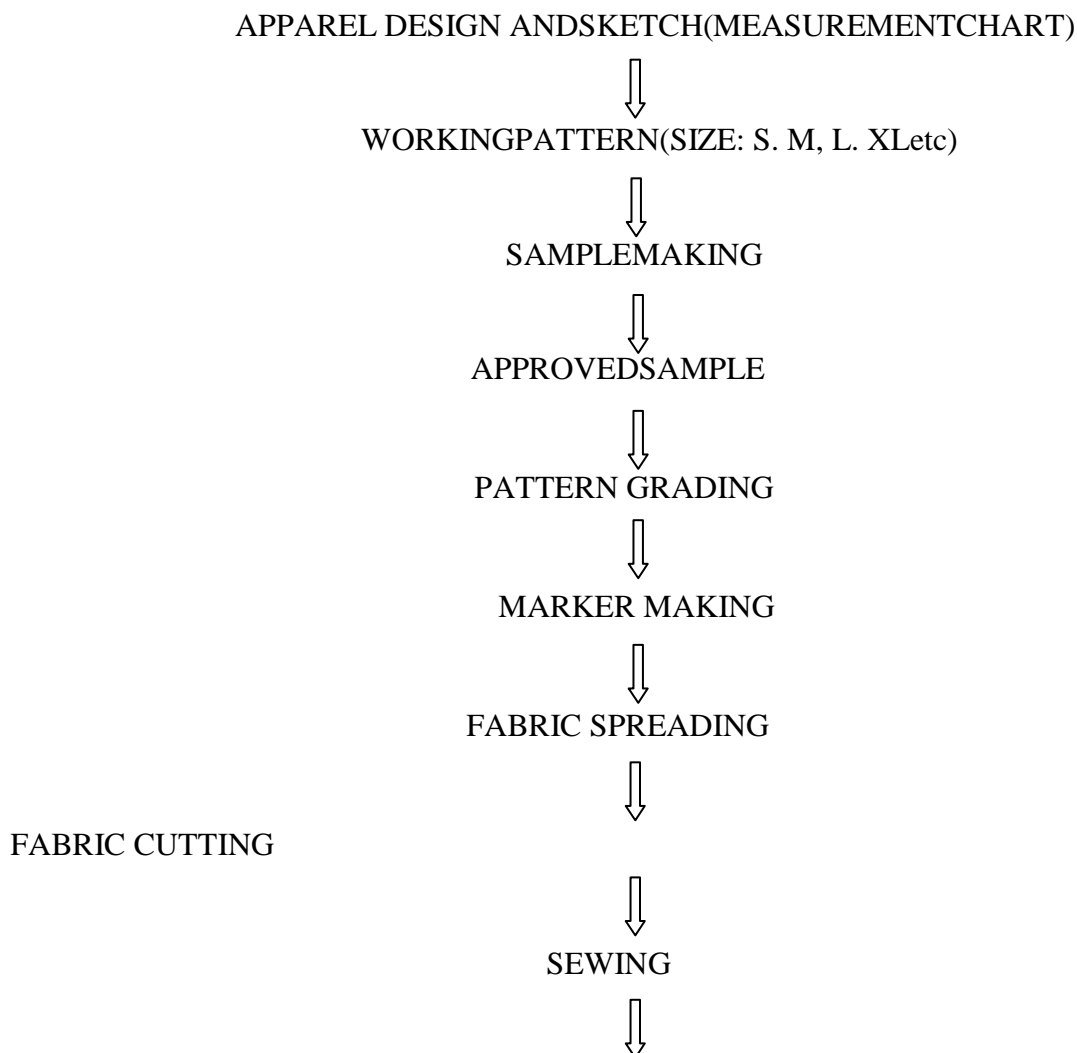 APPAREL DESIGN ANDSKETCH(MEASUREMENTCHART)
WORKINGPATTERN(SIZE: S. M, L. XLetc)
SAMPLEMAKING
APPROVEDSAMPLE
PATTERN GRADING
MARKER MAKING
FABRIC SPREADING
FABRIC CUTTING
SEWING